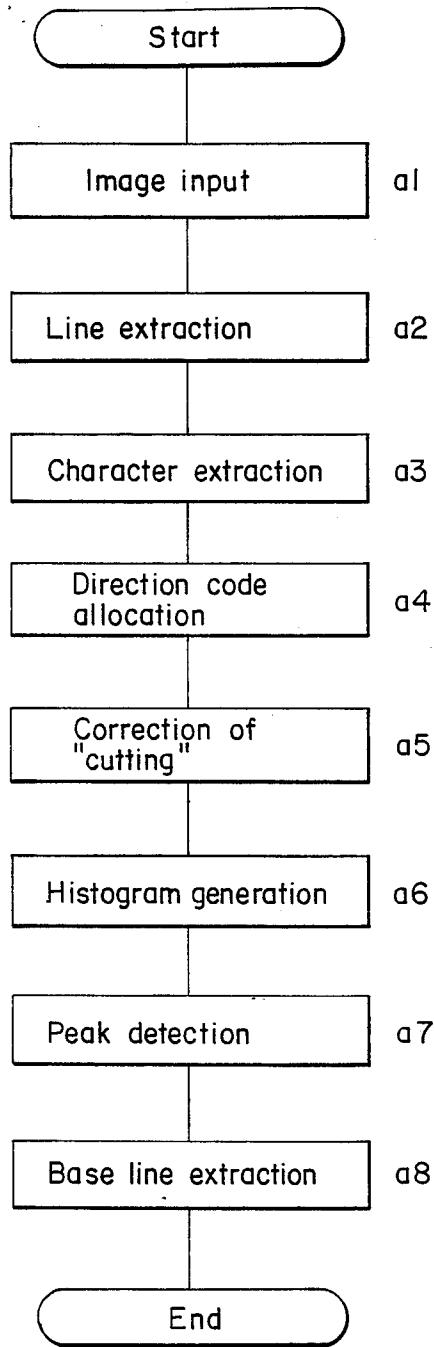 Start
Image input a1
Line extraction a2
Character extraction a3
Direction code
allocation a4
Correction of
"cutting" a5
Histogram generation a6
Peak detection a7
Base line extraction a8
End